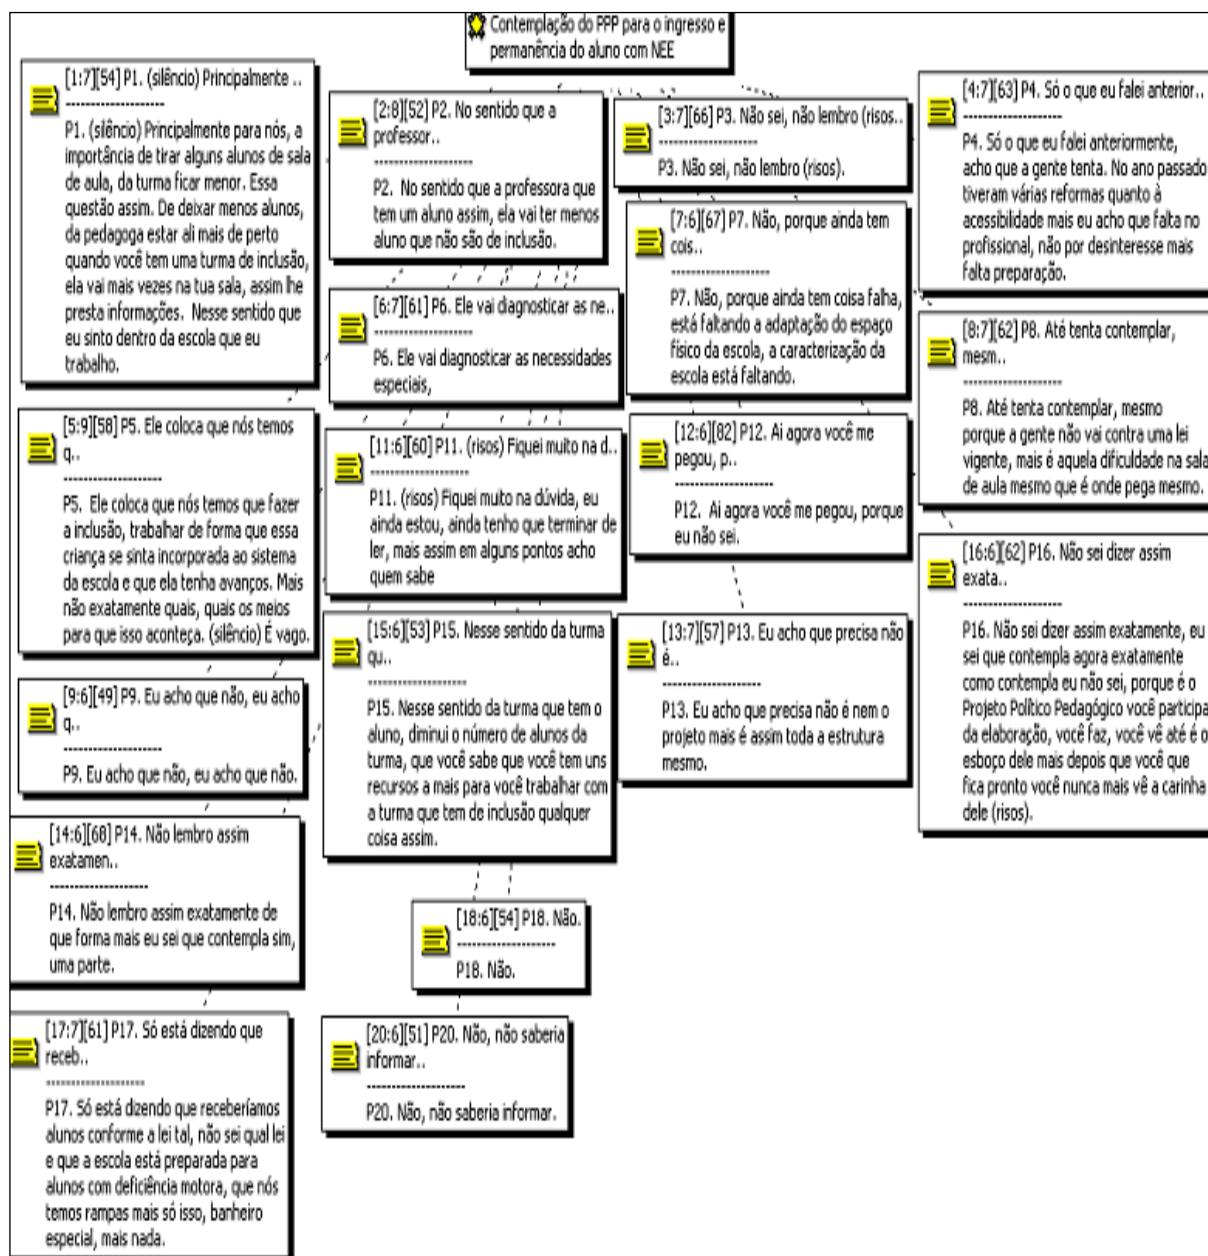 Contemplação do PPP para o ingresso e
permanência do aluno com NEE
[1:7][54] P1. (silêncio) Principalmente ..
--------------------
P1. (silêncio) Principalmente para nós, a
importância de tirar alguns alunos de sala
de aula, da turma ficar menor. Essa
questão assim. De deixar menos alunos,
da pedagoga estar ali mais de perto
quando você tem uma turma de inclusão,
ela vai mais vezes na tua sala, assim lhe
presta informações. Nesse sentido que
eu sinto dentro da escola que eu
trabalho.
[2:8][52] P2. No sentido que a
professor..
--------------------
P2. No sentido que a professora que
tem um aluno assim, ela vai ter menos
aluno que não são de inclusão.
[3:7][66] P3. Não sei, não lembro (risos..
--------------------
P3. Não sei, não lembro (risos).
[4:7][63] P4. Só o que eu falei anterior..
--------------------
P4. Só o que eu falei anteriormente,
acho que a gente tenta. No ano passado
tiveram várias reformas quanto à
acessibilidade mais eu acho que falta no
profissional, não por desinteresse mais
falta preparação.
[5:9][58] P5. Ele coloca que nós temos
q..
--------------------
P5. Ele coloca que nós temos que fazer
a inclusão, trabalhar de forma que essa
criança se sinta incorporada ao sistema
da escola e que ela tenha avanços. Mais
não exatamente quais, quais os meios
para que isso aconteça. (silêncio) É vago.
[6:7][61] P6. Ele vai diagnosticar as ne..
--------------------
P6. Ele vai diagnosticar as necessidades
especiais,
[7:6][67] P7. Não, porque ainda tem
cois..
--------------------
P7. Não, porque ainda tem coisa falha,
está faltando a adaptação do espaço
físico da escola, a caracterização da
escola está faltando.
[8:7][62] P8. Até tenta contemplar,
mesm..
--------------------
P8. Até tenta contemplar, mesmo
porque a gente não vai contra uma lei
vigente, mais é aquela dificuldade na sala
de aula mesmo que é onde pega mesmo.
[9:6][49] P9. Eu acho que não, eu acho
q..
--------------------
P9. Eu acho que não, eu acho que não.
[11:6][60] P11. (risos) Fiquei muito na d..
--------------------
P11. (risos) Fiquei muito na dúvida, eu
ainda estou, ainda tenho que terminar de
ler, mais assim em alguns pontos acho
quem sabe
[12:6][82] P12. Ai agora você me
pegou, p..
--------------------
P12. Ai agora você me pegou, porque
eu não sei.
[13:7][57] P13. Eu acho que precisa não
é..
--------------------
P13. Eu acho que precisa não é nem o
projeto mais é assim toda a estrutura
mesmo.
[14:6][68] P14. Não lembro assim
exatamen..
--------------------
P14. Não lembro assim exatamente de
que forma mais eu sei que contempla sim,
uma parte.
[15:6][53] P15. Nesse sentido da turma
qu..
--------------------
P15. Nesse sentido da turma que tem o
aluno, diminui o número de alunos da
turma, que você sabe que você tem uns
recursos a mais para você trabalhar com
a turma que tem de inclusão qualquer
coisa assim.
[16:6][62] P16. Não sei dizer assim
exata..
--------------------
P16. Não sei dizer assim exatamente, eu
sei que contempla agora exatamente
como contempla eu não sei, porque é o
Projeto Político Pedagógico você participa
da elaboração, você faz, você vê até é o
esboço dele mais depois que você que
fica pronto você nunca mais vê a carinha
dele (risos).
[17:7][61] P17. Só está dizendo que
receb..
--------------------
P17. Só está dizendo que receberíamos
alunos conforme a lei tal, não sei qual lei
e que a escola está preparada para
alunos com deficiência motora, que nós
temos rampas mais só isso, banheiro
especial, mais nada.
[18:6][54] P18. Não.
--------------------
P18. Não.
[20:6][51] P20. Não, não saberia
informar..
--------------------
P20. Não, não saberia informar.